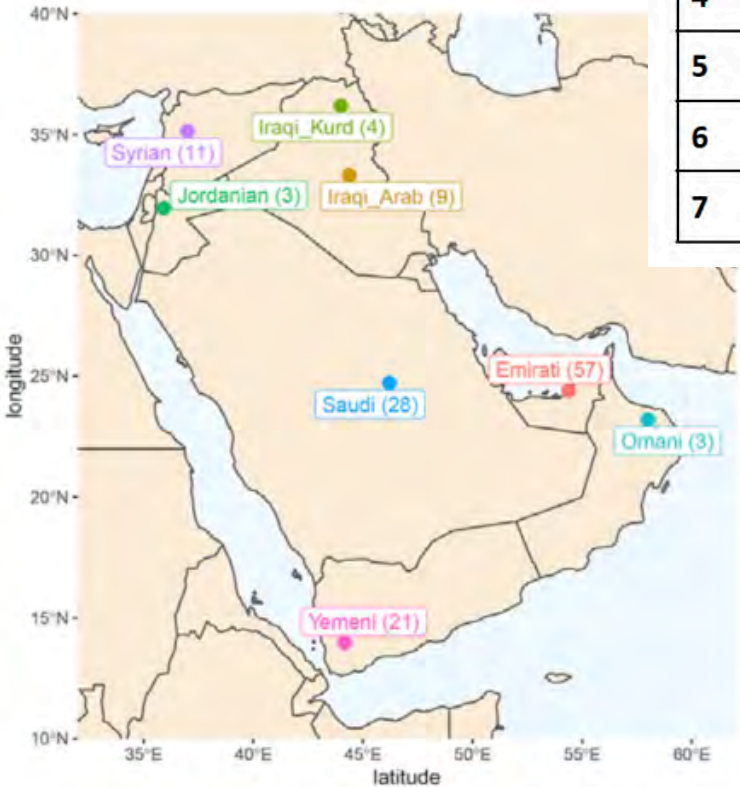 40°N
4
5
6
7
Iraqi_Kurd (4)
35°N
Syrian (11)
Jordanian (3)
Iraqi_Arab (9)
30°N
longitude
Emirati (57)
25°N
Saudi (28)
Omani (3)
20°N
15°N
Yemeni (21)
10°N
35°E 40°E 45°E 50°E 55°E 60°E
latitude